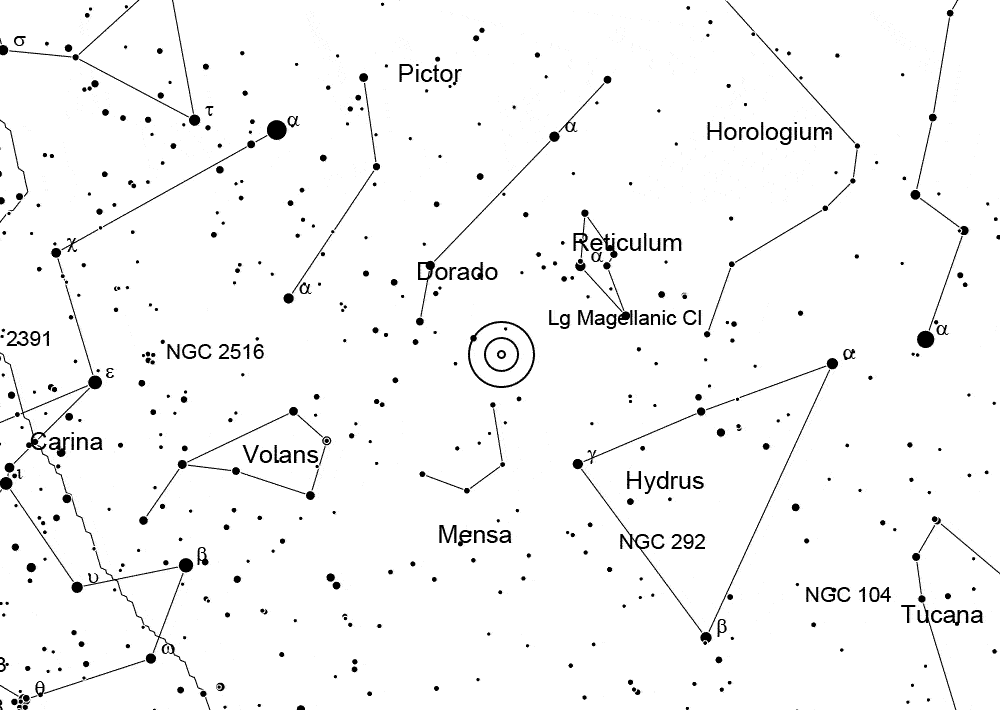 σ
Pictor
τ
α
α
Horologium
χ
Reticulum
α
Dorado
α
Lg Magellanic Cl
α
2391
NGC 2516
α
ε
Carina
Volans
γ
Hydrus
ι
Mensa
NGC 292
β
υ
NGC 104
Tucana
β
ω
θ